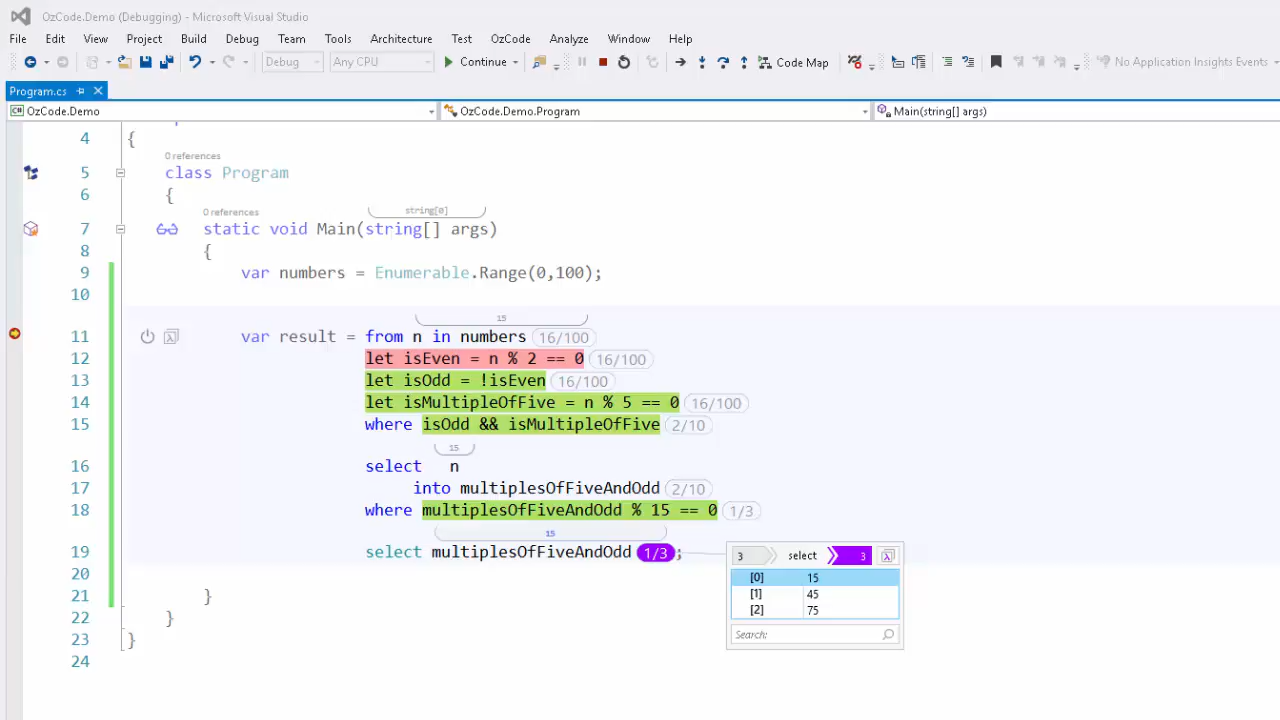 OzCode.Demo (Debugging) - Microsoft Visual Studio
File Edit View Project Build Debug Team Tools Architecture Test OzCode Analyze Window Help
Debug Any CPU Continue Code Map No Application Insights Events
Program.cs
C# OzCode.Demo OzCode.Demo.Program Main(string[] args)
4 {
0 references
5 class Program
6 {
0 references string[0]
7 static void Main(string[] args)
8 {
9 var numbers = Enumerable.Range(0,100);
10
15
11 var result = from n in numbers 16/100
12 let isEven = n % 2 == 0 16/100
13 let isOdd = !isEven 16/100
14 let isMultipleOfFive = n % 5 == 0 16/100
15 where isOdd && isMultipleOfFive 2/10
15
16 select n
17 into multiplesOfFiveAndOdd 2/10
18 where multiplesOfFiveAndOdd % 15 == 0 1/3
15
19 select multiplesOfFiveAndOdd 1/3 ;
20
21 }
22 }
23 }
24
3 select 3
[0] 15
[1] 45
[2] 75
Search: